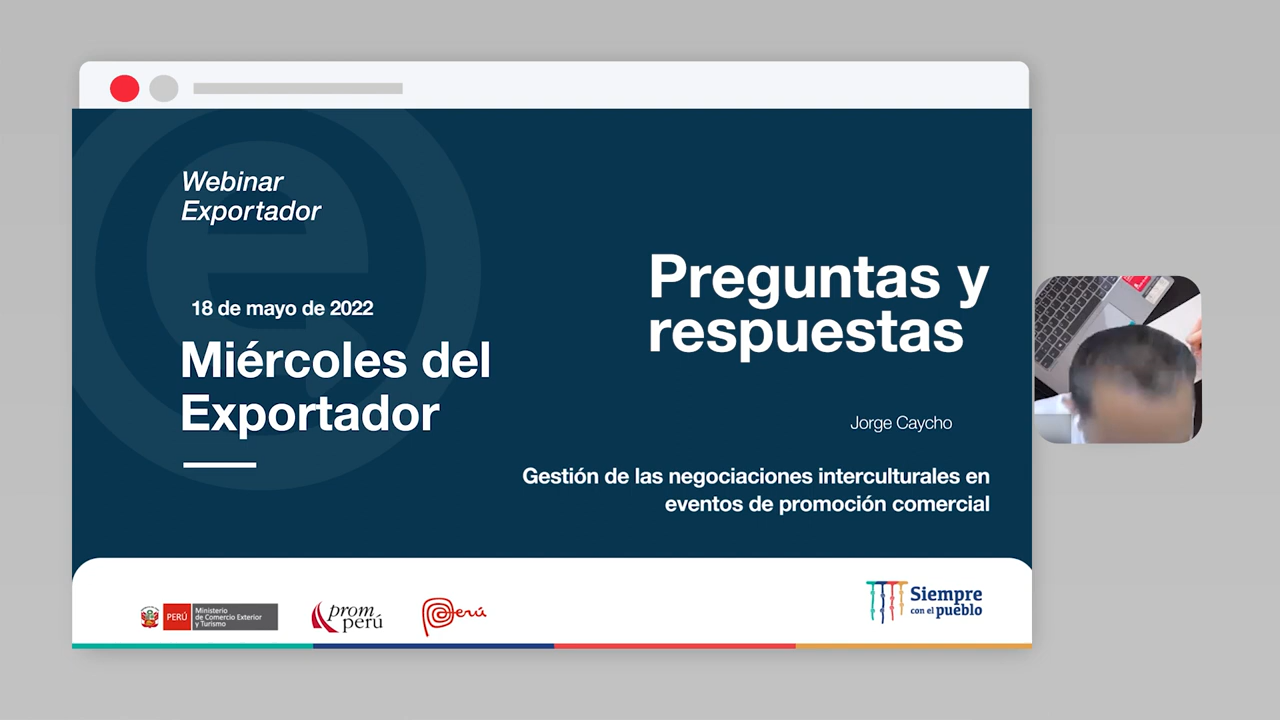 Webinar
Exportador
18 de mayo de 2022
Miércoles del
Exportador
Preguntas y
respuestas
Jorge Caycho
Gestión de las negociaciones interculturales en
eventos de promoción comercial
PERÚ
Ministerio
de Comercio Exterior
y Turismo
prom
perú
Perú
Siempre
con el pueblo